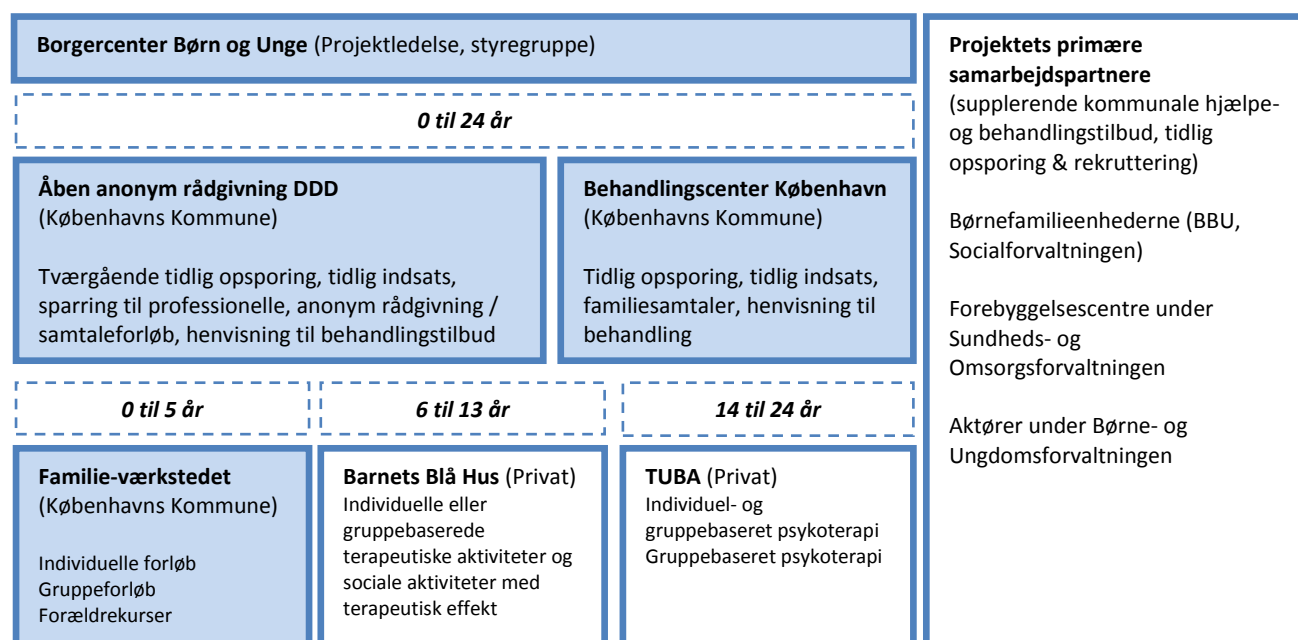 Borgercenter Børn og Unge (Projektledelse, styregruppe)
0 til 24 år
Åben anonym rådgivning DDD
(Københavns Kommune)
Tværgående tidlig opsporing, tidlig indsats,
sparring til professionelle, anonym rådgivning /
samtaleforløb, henvisning til behandlingstilbud
Behandlingscenter København
(Københavns Kommune)
Tidlig opsporing, tidlig indsats,
familiesamtaler, henvisning til
behandling
0 til 5 år
6 til 13 år
14 til 24 år
Familie-værkstedet
(Københavns Kommune)
Individuelle forløb
Gruppeforløb
Forældrekurser
Barnets Blå Hus (Privat)
Individuelle eller
gruppebaserede
terapeutiske aktiviteter og
sociale aktiviteter med
terapeutisk effekt
TUBA (Privat)
Individuel- og
gruppebaseret psykoterapi
Gruppebaseret psykoterapi
Projektets primære
samarbejdspartnere
(supplerende kommunale hjælpe-
og behandlingstilbud, tidlig
opsporing & rekruttering)
Børnefamilieenhederne (BBU,
Socialforvaltningen)
Forebyggelsescentre under
Sundheds- og
Omsorgsforvaltningen
Aktører under Børne- og
Ungdomsforvaltningen